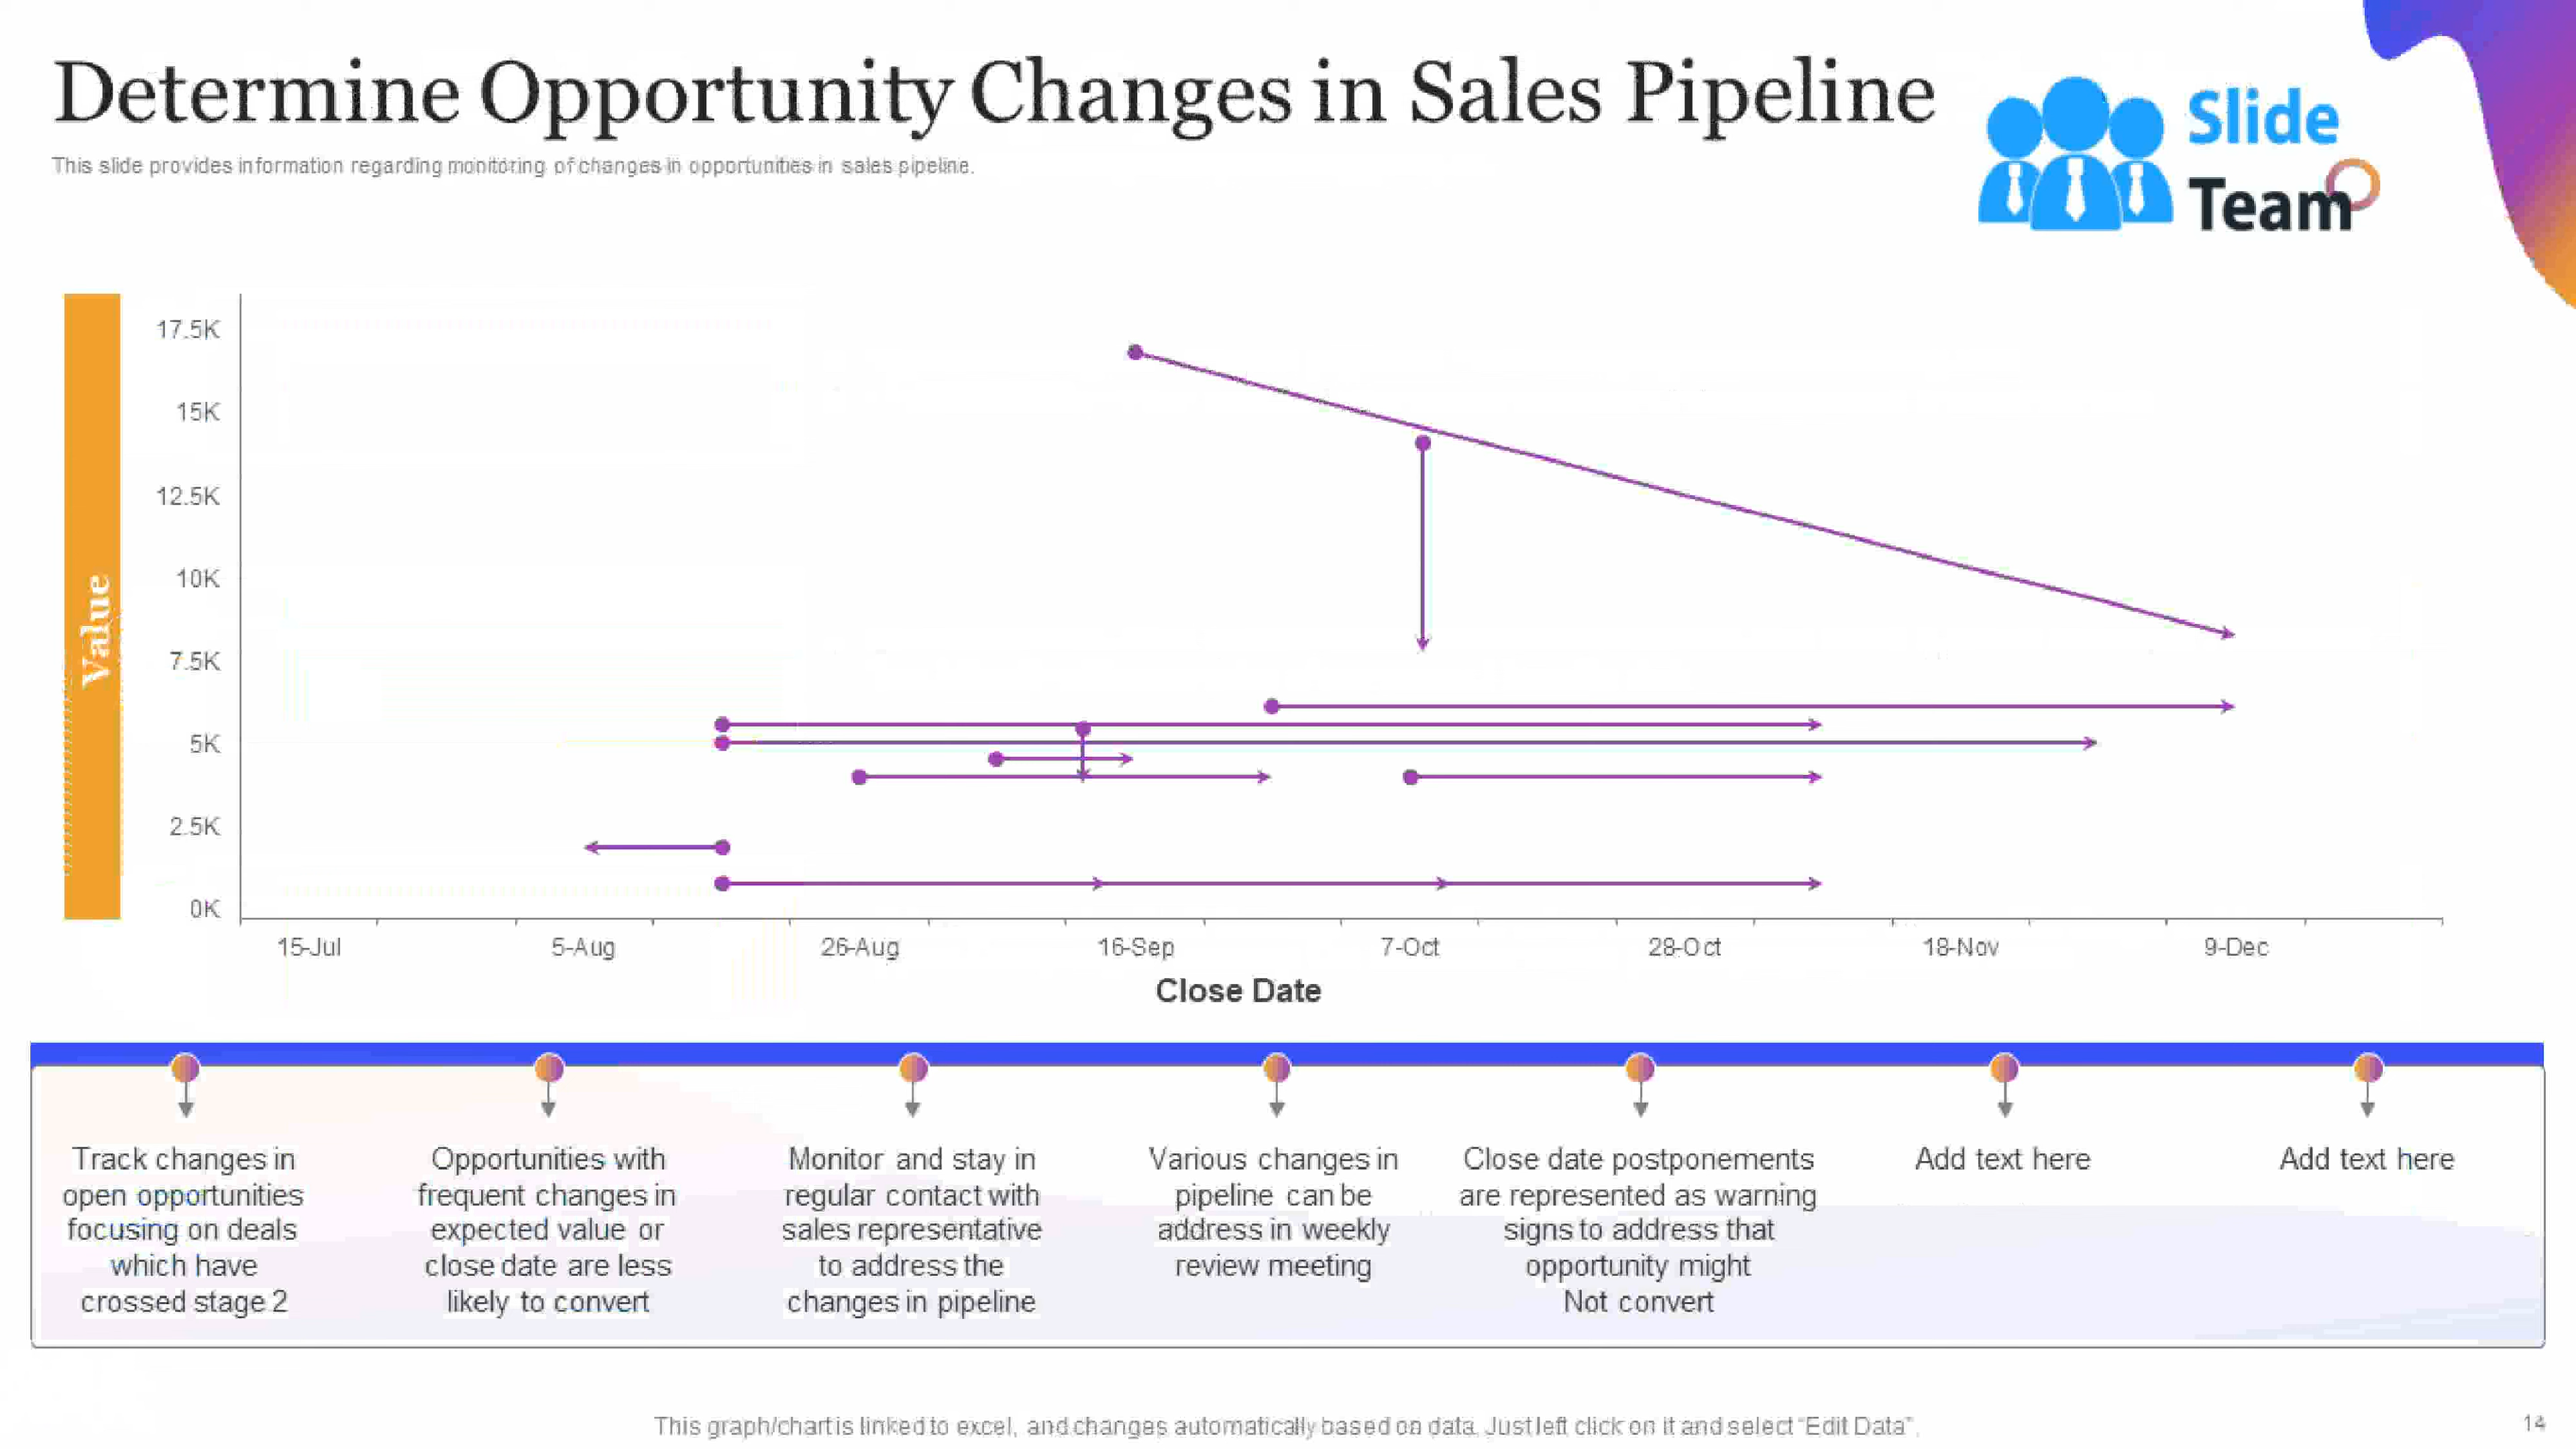 Determine Opportunity Changes in Sales Pipeline
This slide provides information regarding monitoring of changes in opportunities in sales pipeline.
Slide
Team
Value
17.5K
15K
12.5K
10K
7.5K
5K
2.5K
0K
15-Jul
5-Aug
26-Aug
16-Sep
7-Oct
28-Oct
18-Nov
9-Dec
Close Date
Track changes in
open opportunities
focusing on deals
which have
crossed stage 2
Opportunities with
frequent changes in
expected value or
close date are less
likely to convert
Monitor and stay in
regular contact with
sales representative
to address the
changes in pipeline
Various changes in
pipeline can be
address in weekly
review meeting
Close date postponements
are represented as warning
signs to address that
opportunity might
Not convert
Add text here
Add text here
This graph/chart is linked to excel, and changes automatically based on data. Just left click on it and select “Edit Data”.
14